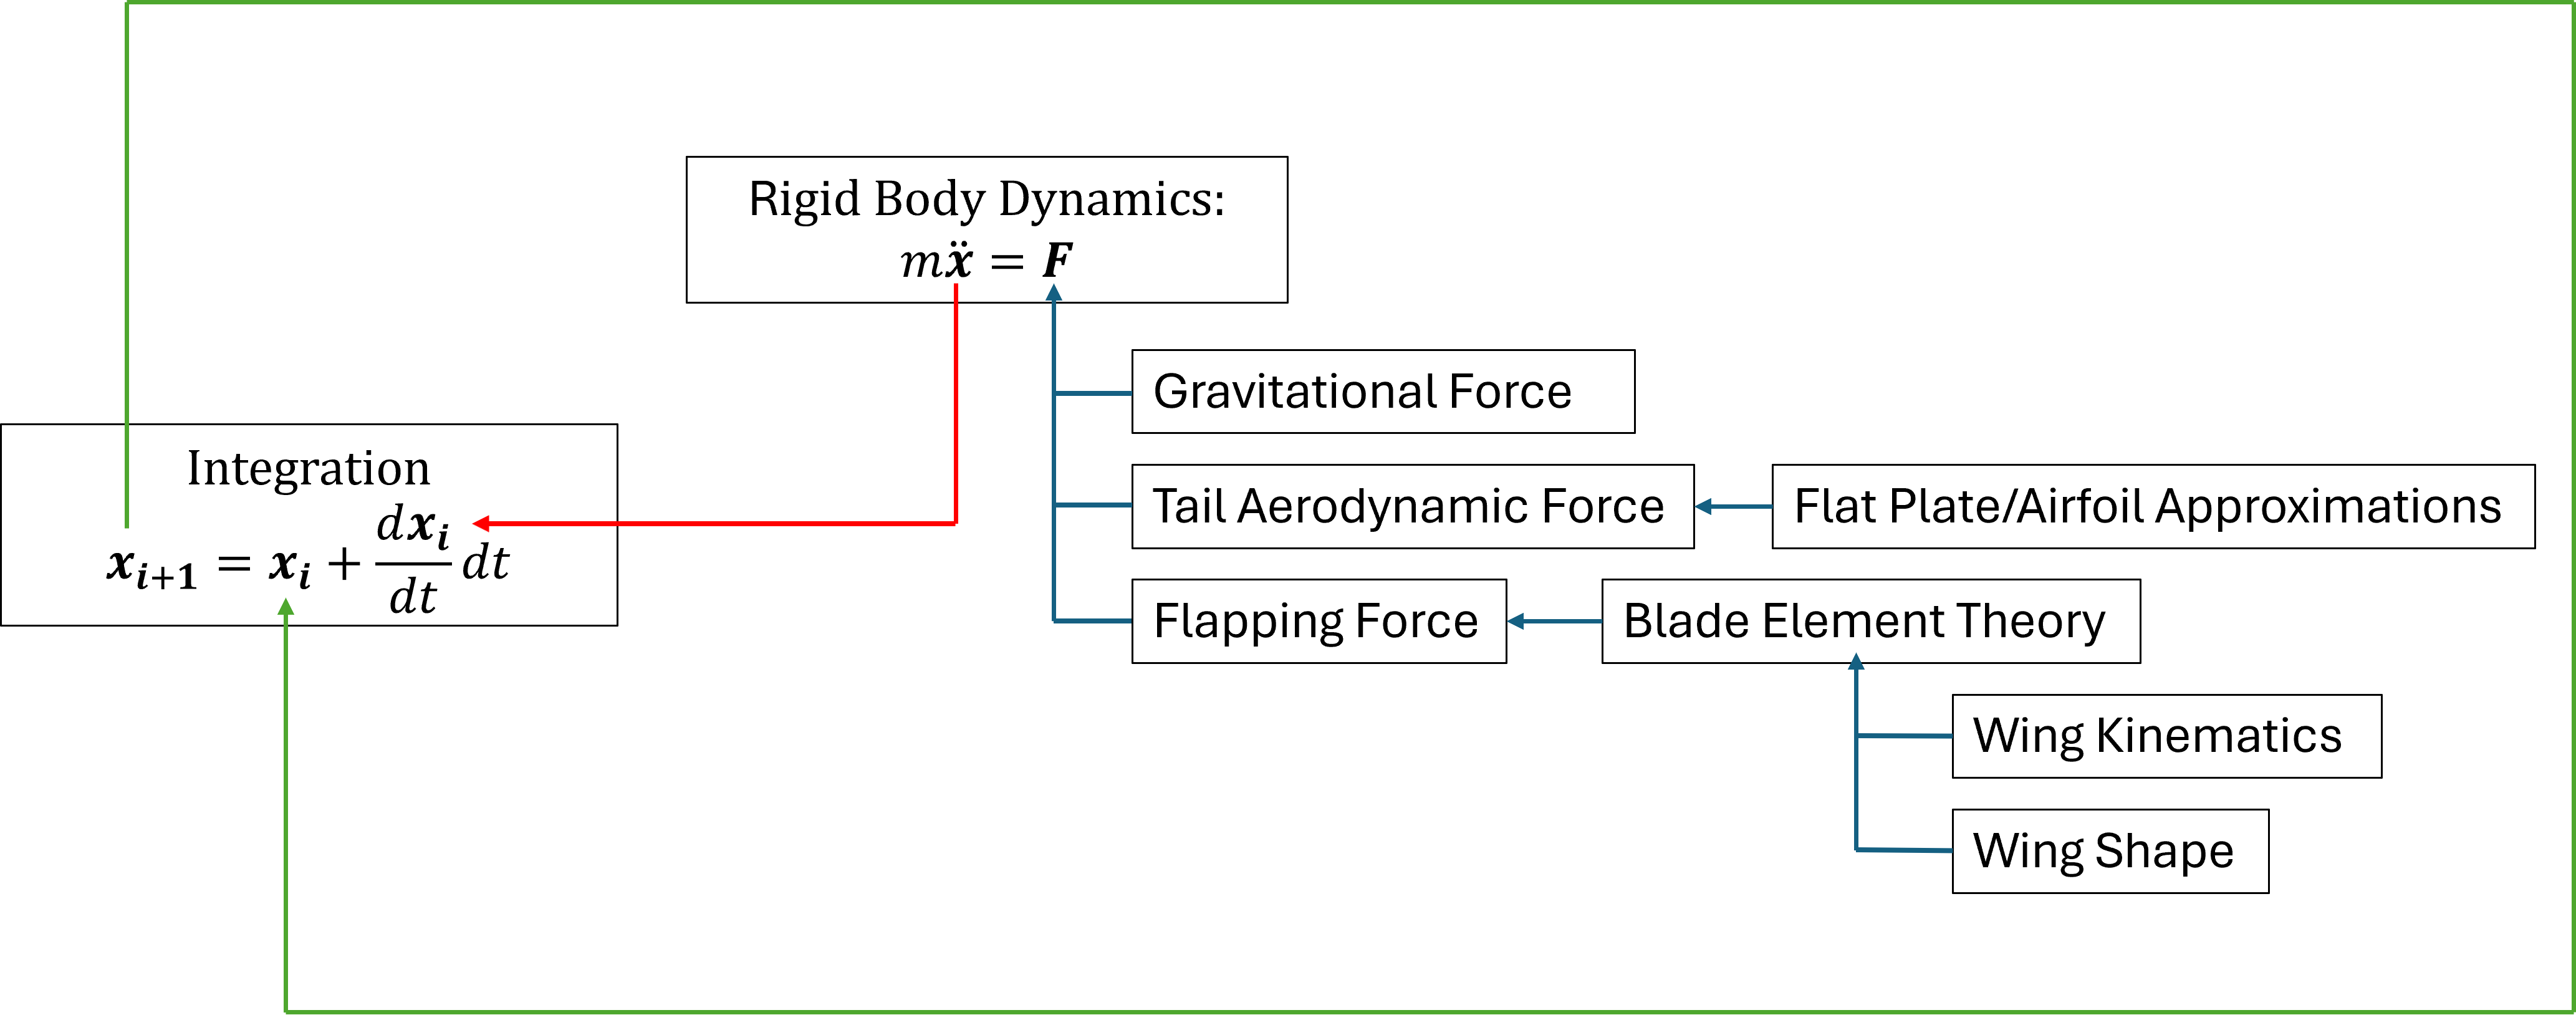 Rigid Body Dynamics:
mẍ = F
Gravitational Force
Integration
x_{i+1} = x_i + \frac{dx_i}{dt} dt
Tail Aerodynamic Force
Flat Plate/Airfoil Approximations
Flapping Force
Blade Element Theory
Wing Kinematics
Wing Shape